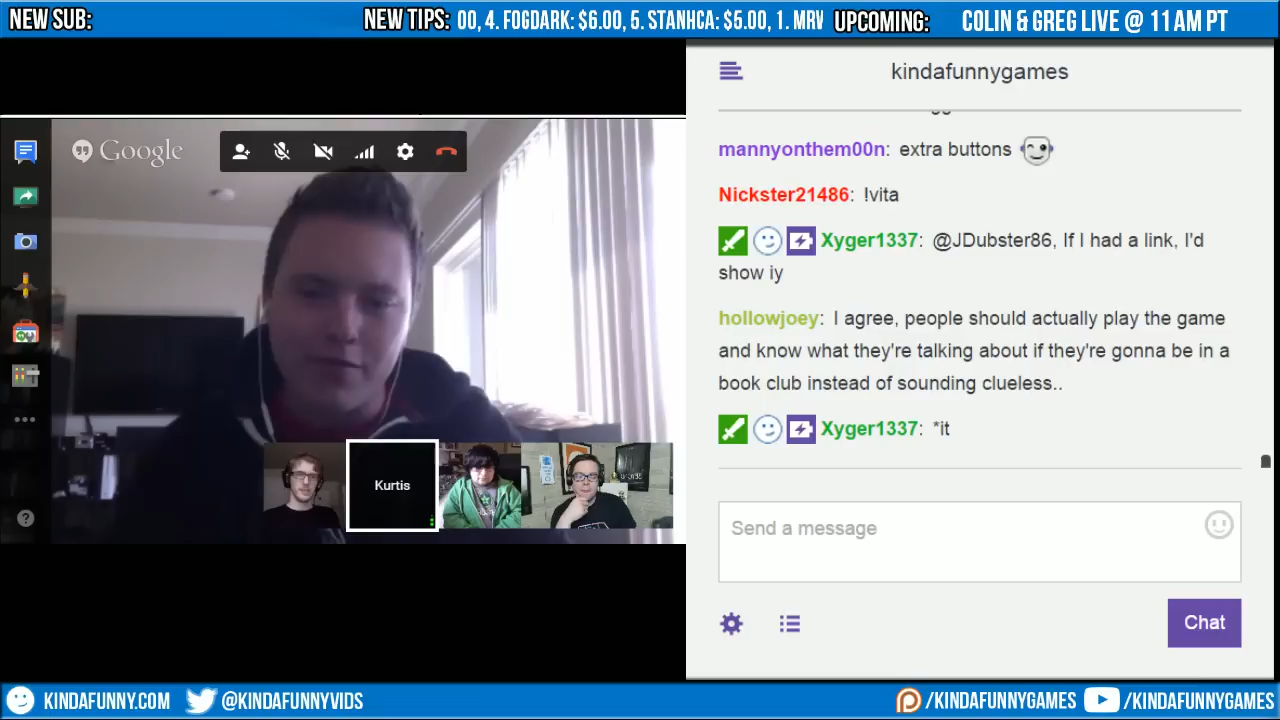 NEW SUB:
NEW TIPS: 00, 4. FOGDARK: $6.00, 5. STANHCA: $5.00, 1. MRV
UPCOMING: COLIN & GREG LIVE @ 11 AM PT
Google
Kurtis
kindafunnygames
mannyonthem00n: extra buttons
Nickster21486: !vita
Xyger1337: @JDubster86, If I had a link, I'd
show iy
hollowjoey: I agree, people should actually play the game
and know what they're talking about if they're gonna be in a
book club instead of sounding clueless..
Xyger1337: *it
Send a message
Chat
KINDAFUNNY.COM
@KINDAFUNNYVIDS
/KINDAFUNNYGAMES
/KINDAFUNNYGAMES